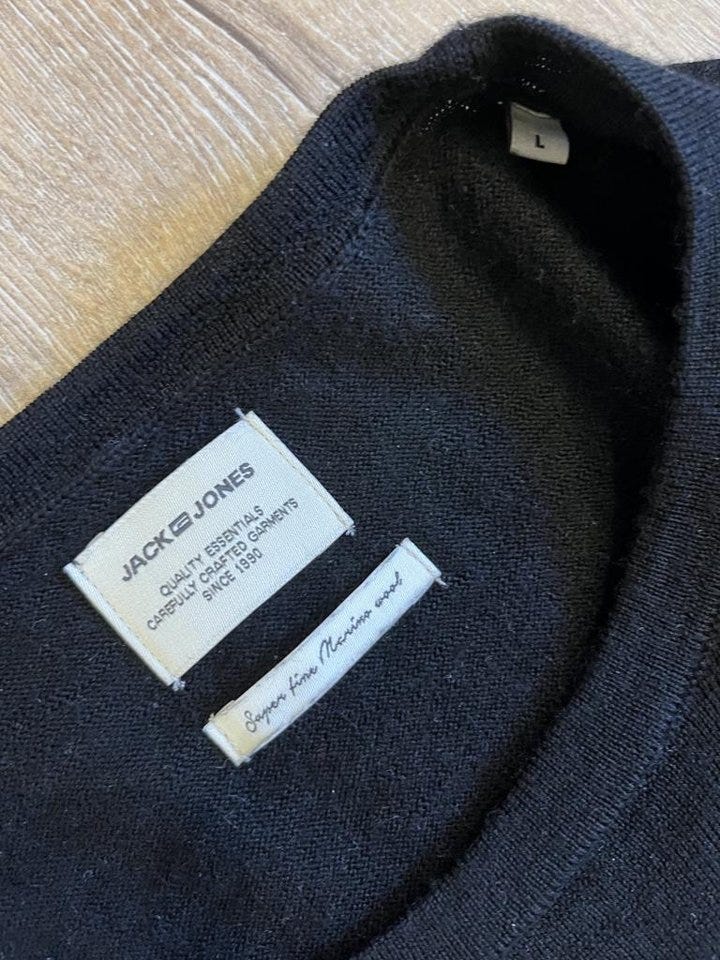 L
JACK JONES
QUALITY ESSENTIALS
CAREFULLY CRAFTED GARMENTS
SINCE 1990
Super fine Merino wool